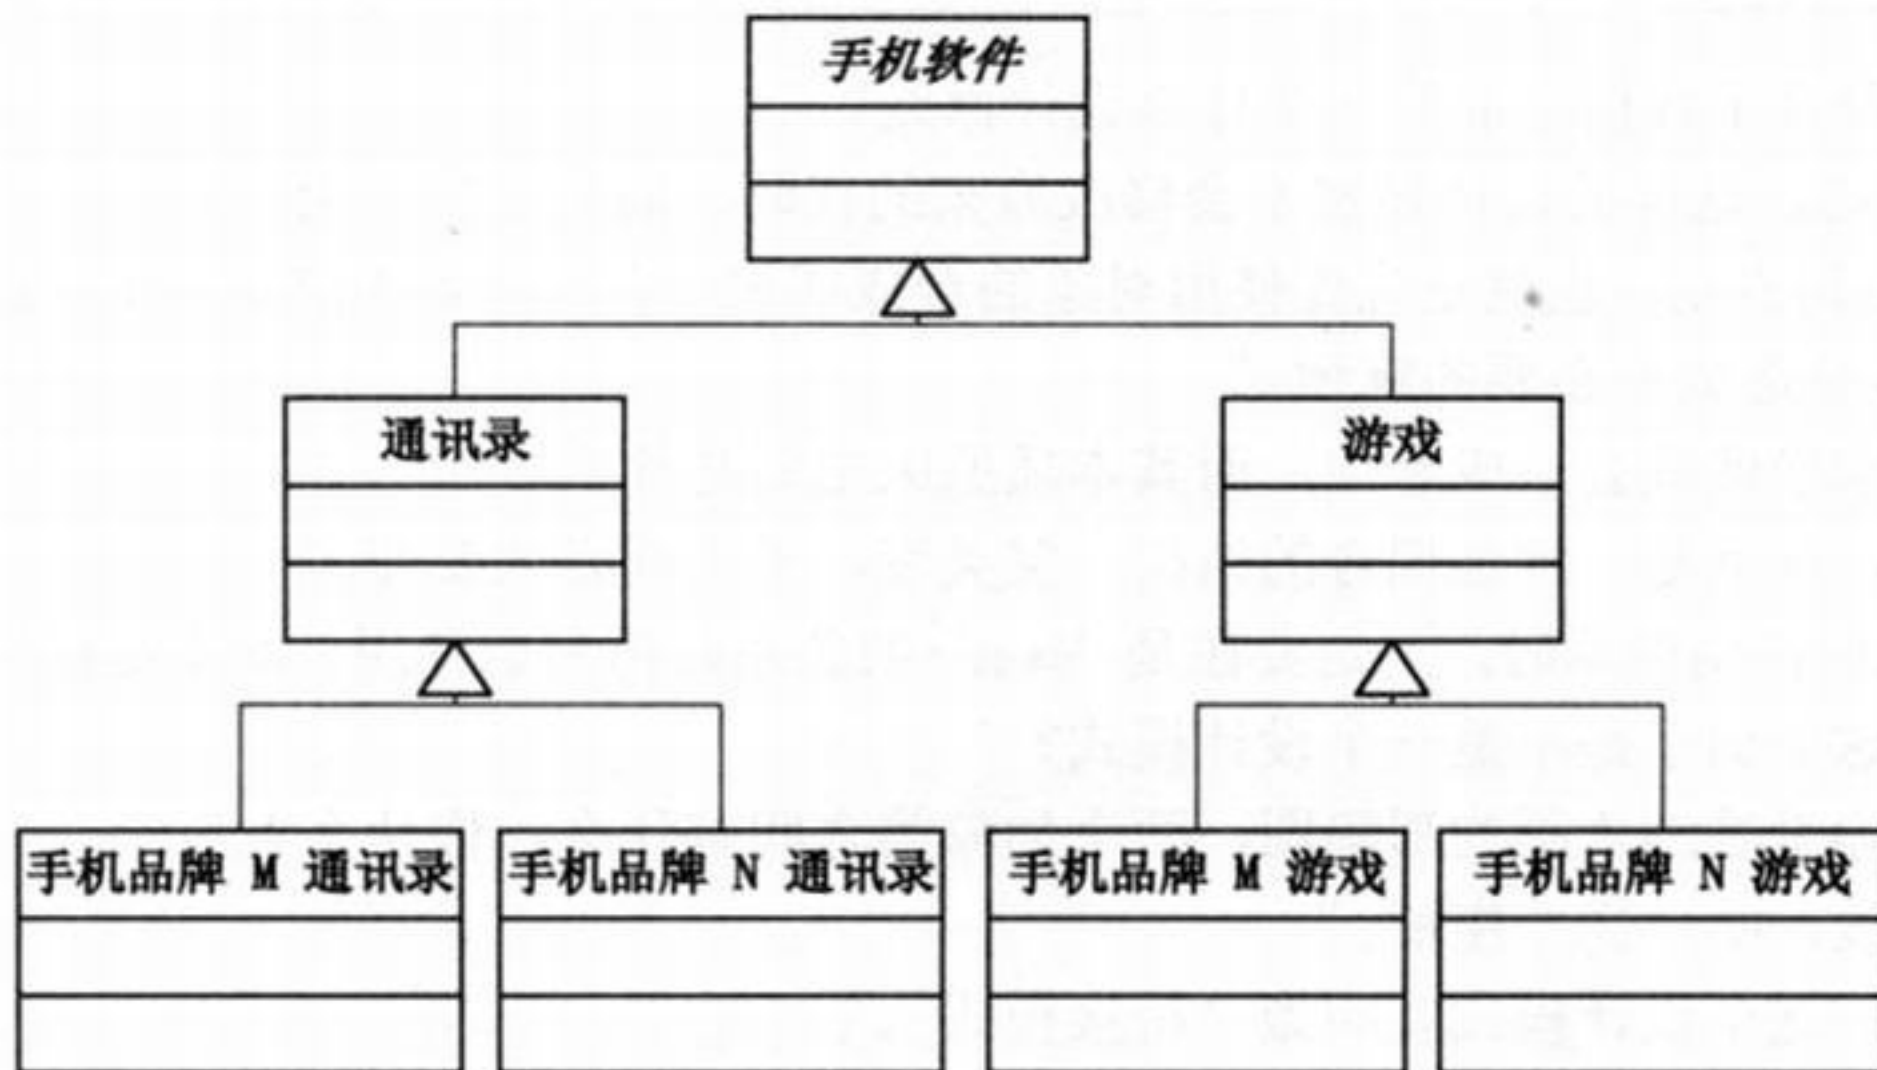 手机软件
通讯录
游戏
手机品牌 M 通讯录
手机品牌 N 通讯录
手机品牌 M 游戏
手机品牌 N 游戏